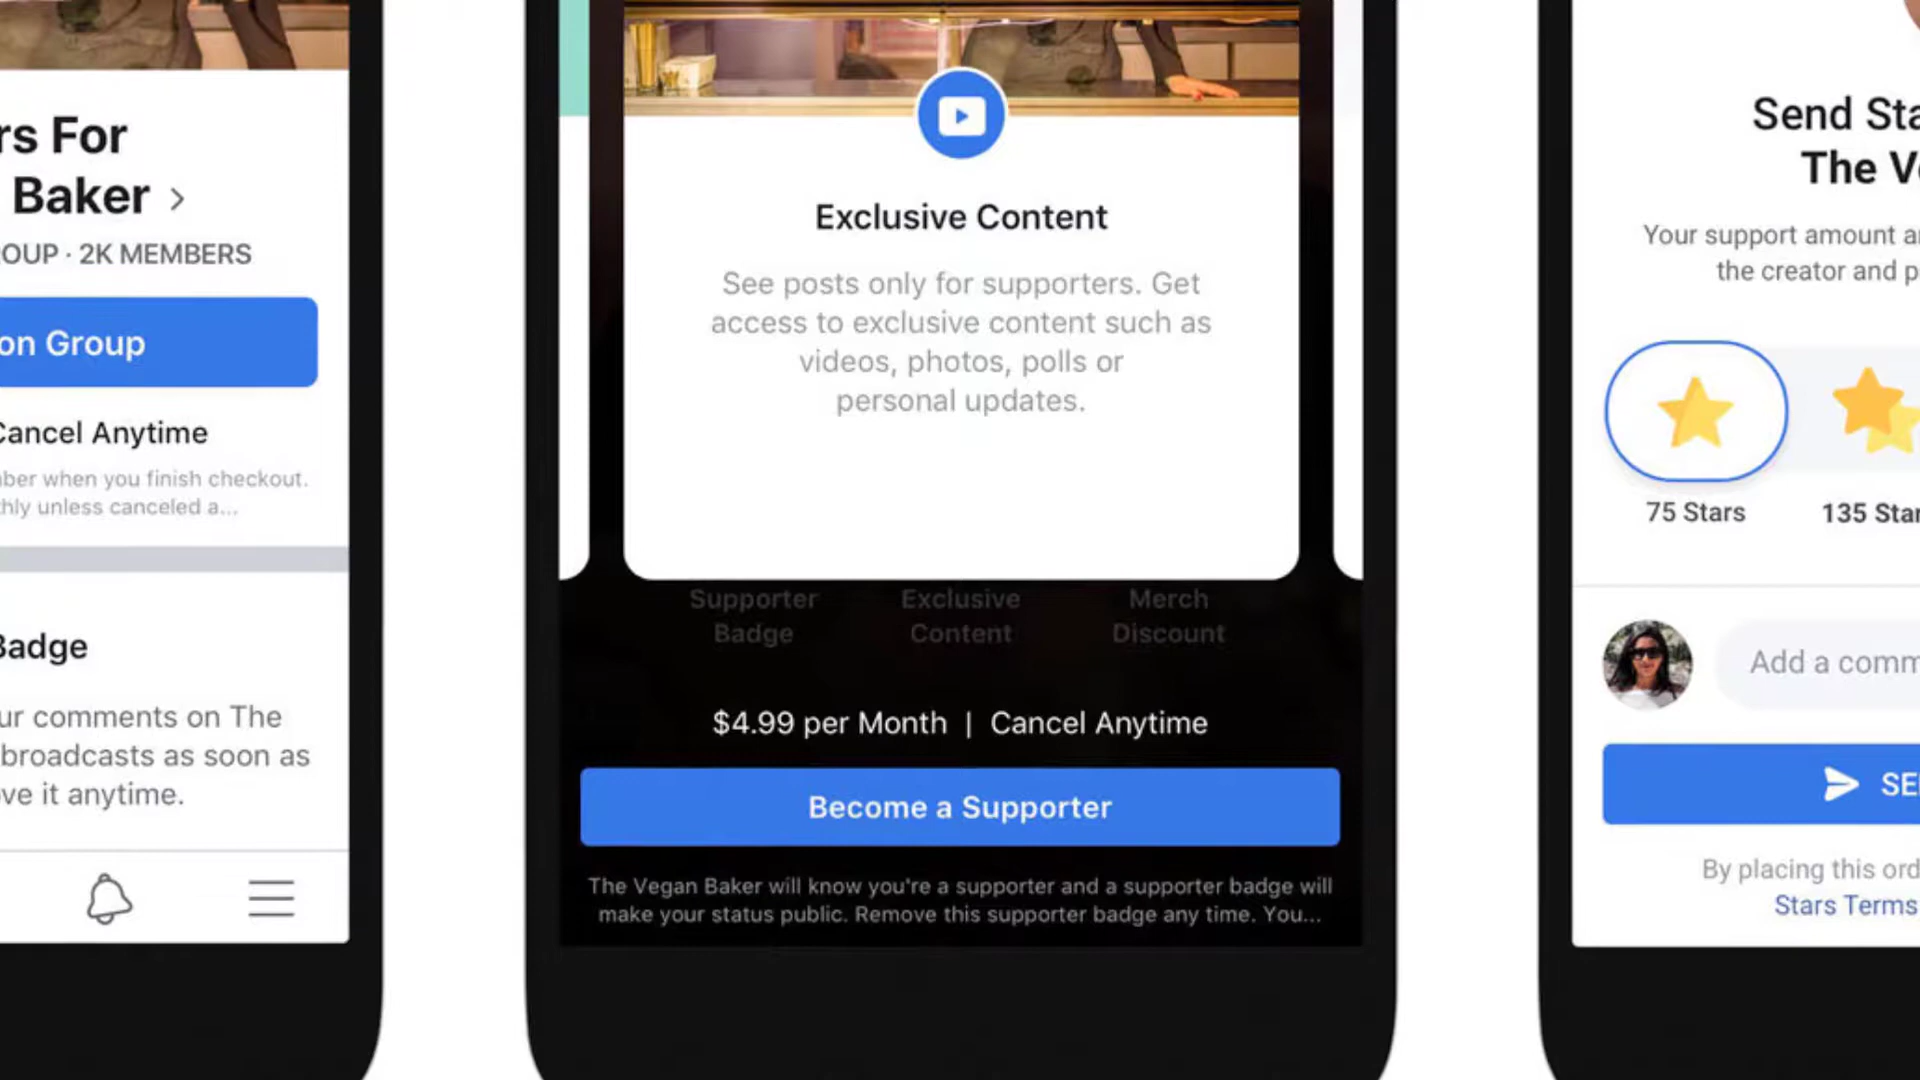 rs For
Baker
OUP · 2K MEMBERS
on Group
Cancel Anytime
ber when you finish checkout.
hly unless canceled a...
Badge
ur comments on The
broadcasts as soon as
ve it anytime.
Exclusive Content
See posts only for supporters. Get
access to exclusive content such as
videos, photos, polls or
personal updates.
Supporter Badge
Exclusive Content
Merch Discount
$4.99 per Month | Cancel Anytime
Become a Supporter
The Vegan Baker will know you're a supporter and a supporter badge will
make your status public. Remove this supporter badge any time. You...
Send Sta
The Ve
Your support amount a
the creator and p
75 Stars
135 Star
Add a comm
SE
By placing this ord
Stars Terms